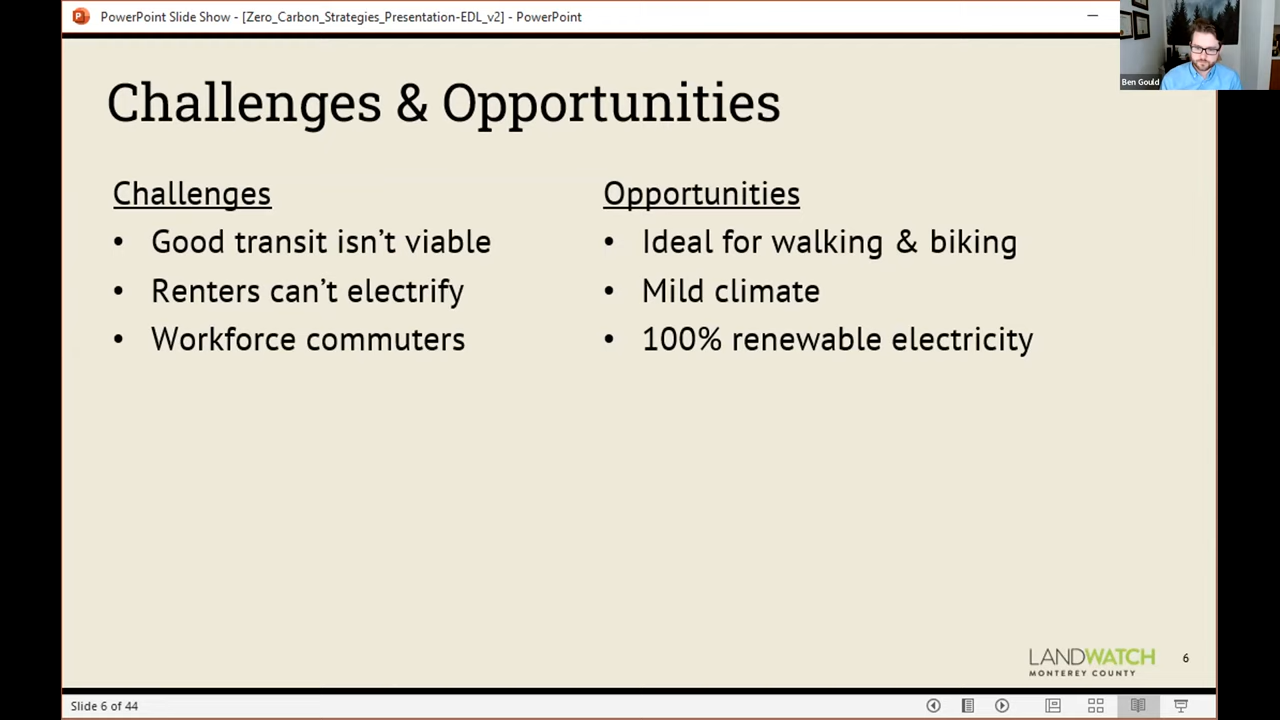 PowerPoint Slide Show - [Zero_Carbon_Strategies_Presentation-EDL_v2] - PowerPoint
Ben Gould
Challenges & Opportunities
Challenges
• Good transit isn’t viable
• Renters can’t electrify
• Workforce commuters
Opportunities
• Ideal for walking & biking
• Mild climate
• 100% renewable electricity
LANDWATCH
MONTEREY COUNTY
6
Slide 6 of 44